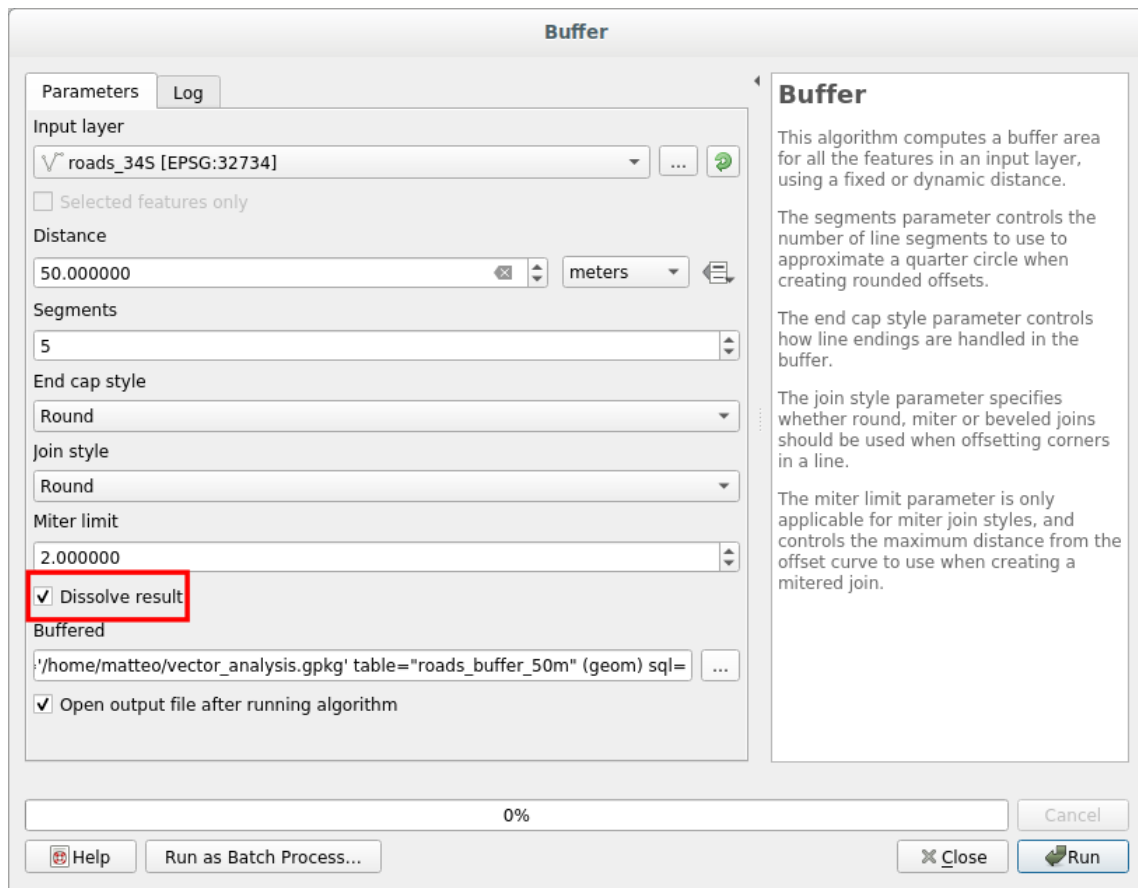 Buffer
Parameters
Log
Input layer
roads_34S [EPSG:32734]
...
Selected features only
Distance
50.000000
meters
Segments
5
End cap style
Round
Join style
Round
Miter limit
2.000000
Dissolve result
Buffered
'/home/matteo/vector_analysis.gpkg' table="roads_buffer_50m" (geom) sql=
...
Open output file after running algorithm
Buffer
This algorithm computes a buffer area
for all the features in an input layer,
using a fixed or dynamic distance.
The segments parameter controls the
number of line segments to use to
approximate a quarter circle when
creating rounded offsets.
The end cap style parameter controls
how line endings are handled in the
buffer.
The join style parameter specifies
whether round, miter or beveled joins
should be used when offsetting corners
in a line.
The miter limit parameter is only
applicable for miter join styles, and
controls the maximum distance from the
offset curve to use when creating a
mitered join.
0%
Cancel
Help
Run as Batch Process...
Close
Run